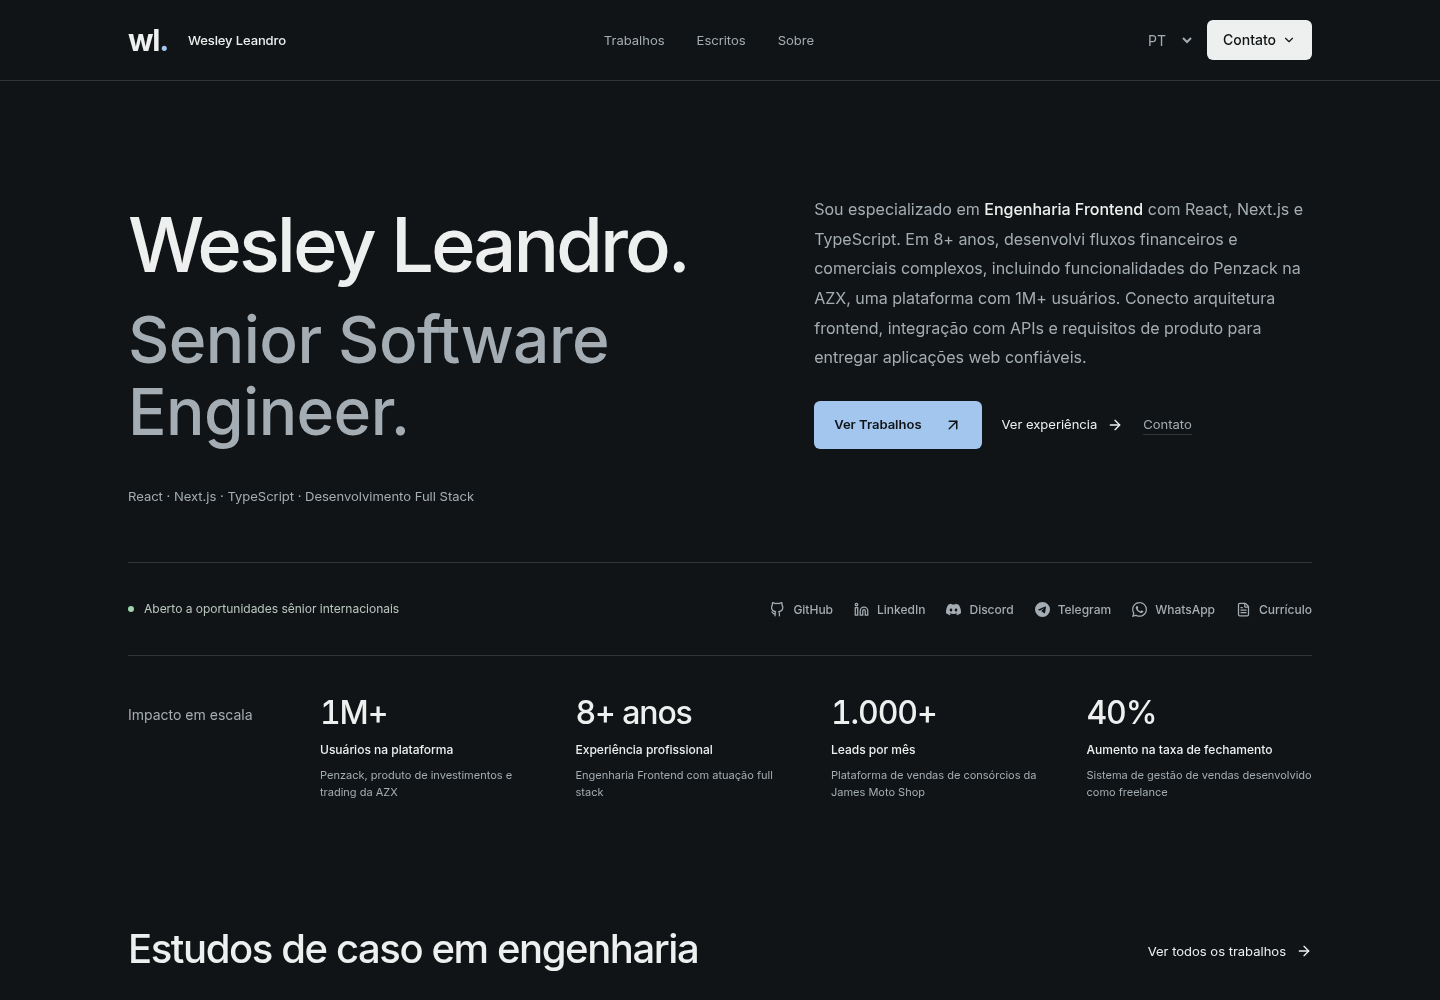 wl.
Wesley Leandro
Trabalhos
Escritos
Sobre
PT
Contato
Wesley Leandro.
Senior Software
Engineer.
React · Next.js · TypeScript · Desenvolvimento Full Stack
Sou especializado em Engenharia Frontend com React, Next.js e
TypeScript. Em 8+ anos, desenvolvi fluxos financeiros e
comerciais complexos, incluindo funcionalidades do Penzack na
AZX, uma plataforma com 1M+ usuários. Conecto arquitetura
frontend, integração com APIs e requisitos de produto para
entregar aplicações web confiáveis.
Ver Trabalhos
Ver experiência
Contato
Aberto a oportunidades sênior internacionais
GitHub
LinkedIn
Discord
Telegram
WhatsApp
Currículo
Impacto em escala
1M+
Usuários na plataforma
Penzack, produto de investimentos e
trading da AZX
8+ anos
Experiência profissional
Engenharia Frontend com atuação full
stack
1.000+
Leads por mês
Plataforma de vendas de consórcios da
James Moto Shop
40%
Aumento na taxa de fechamento
Sistema de gestão de vendas desenvolvido
como freelance
Estudos de caso em engenharia
Ver todos os trabalhos